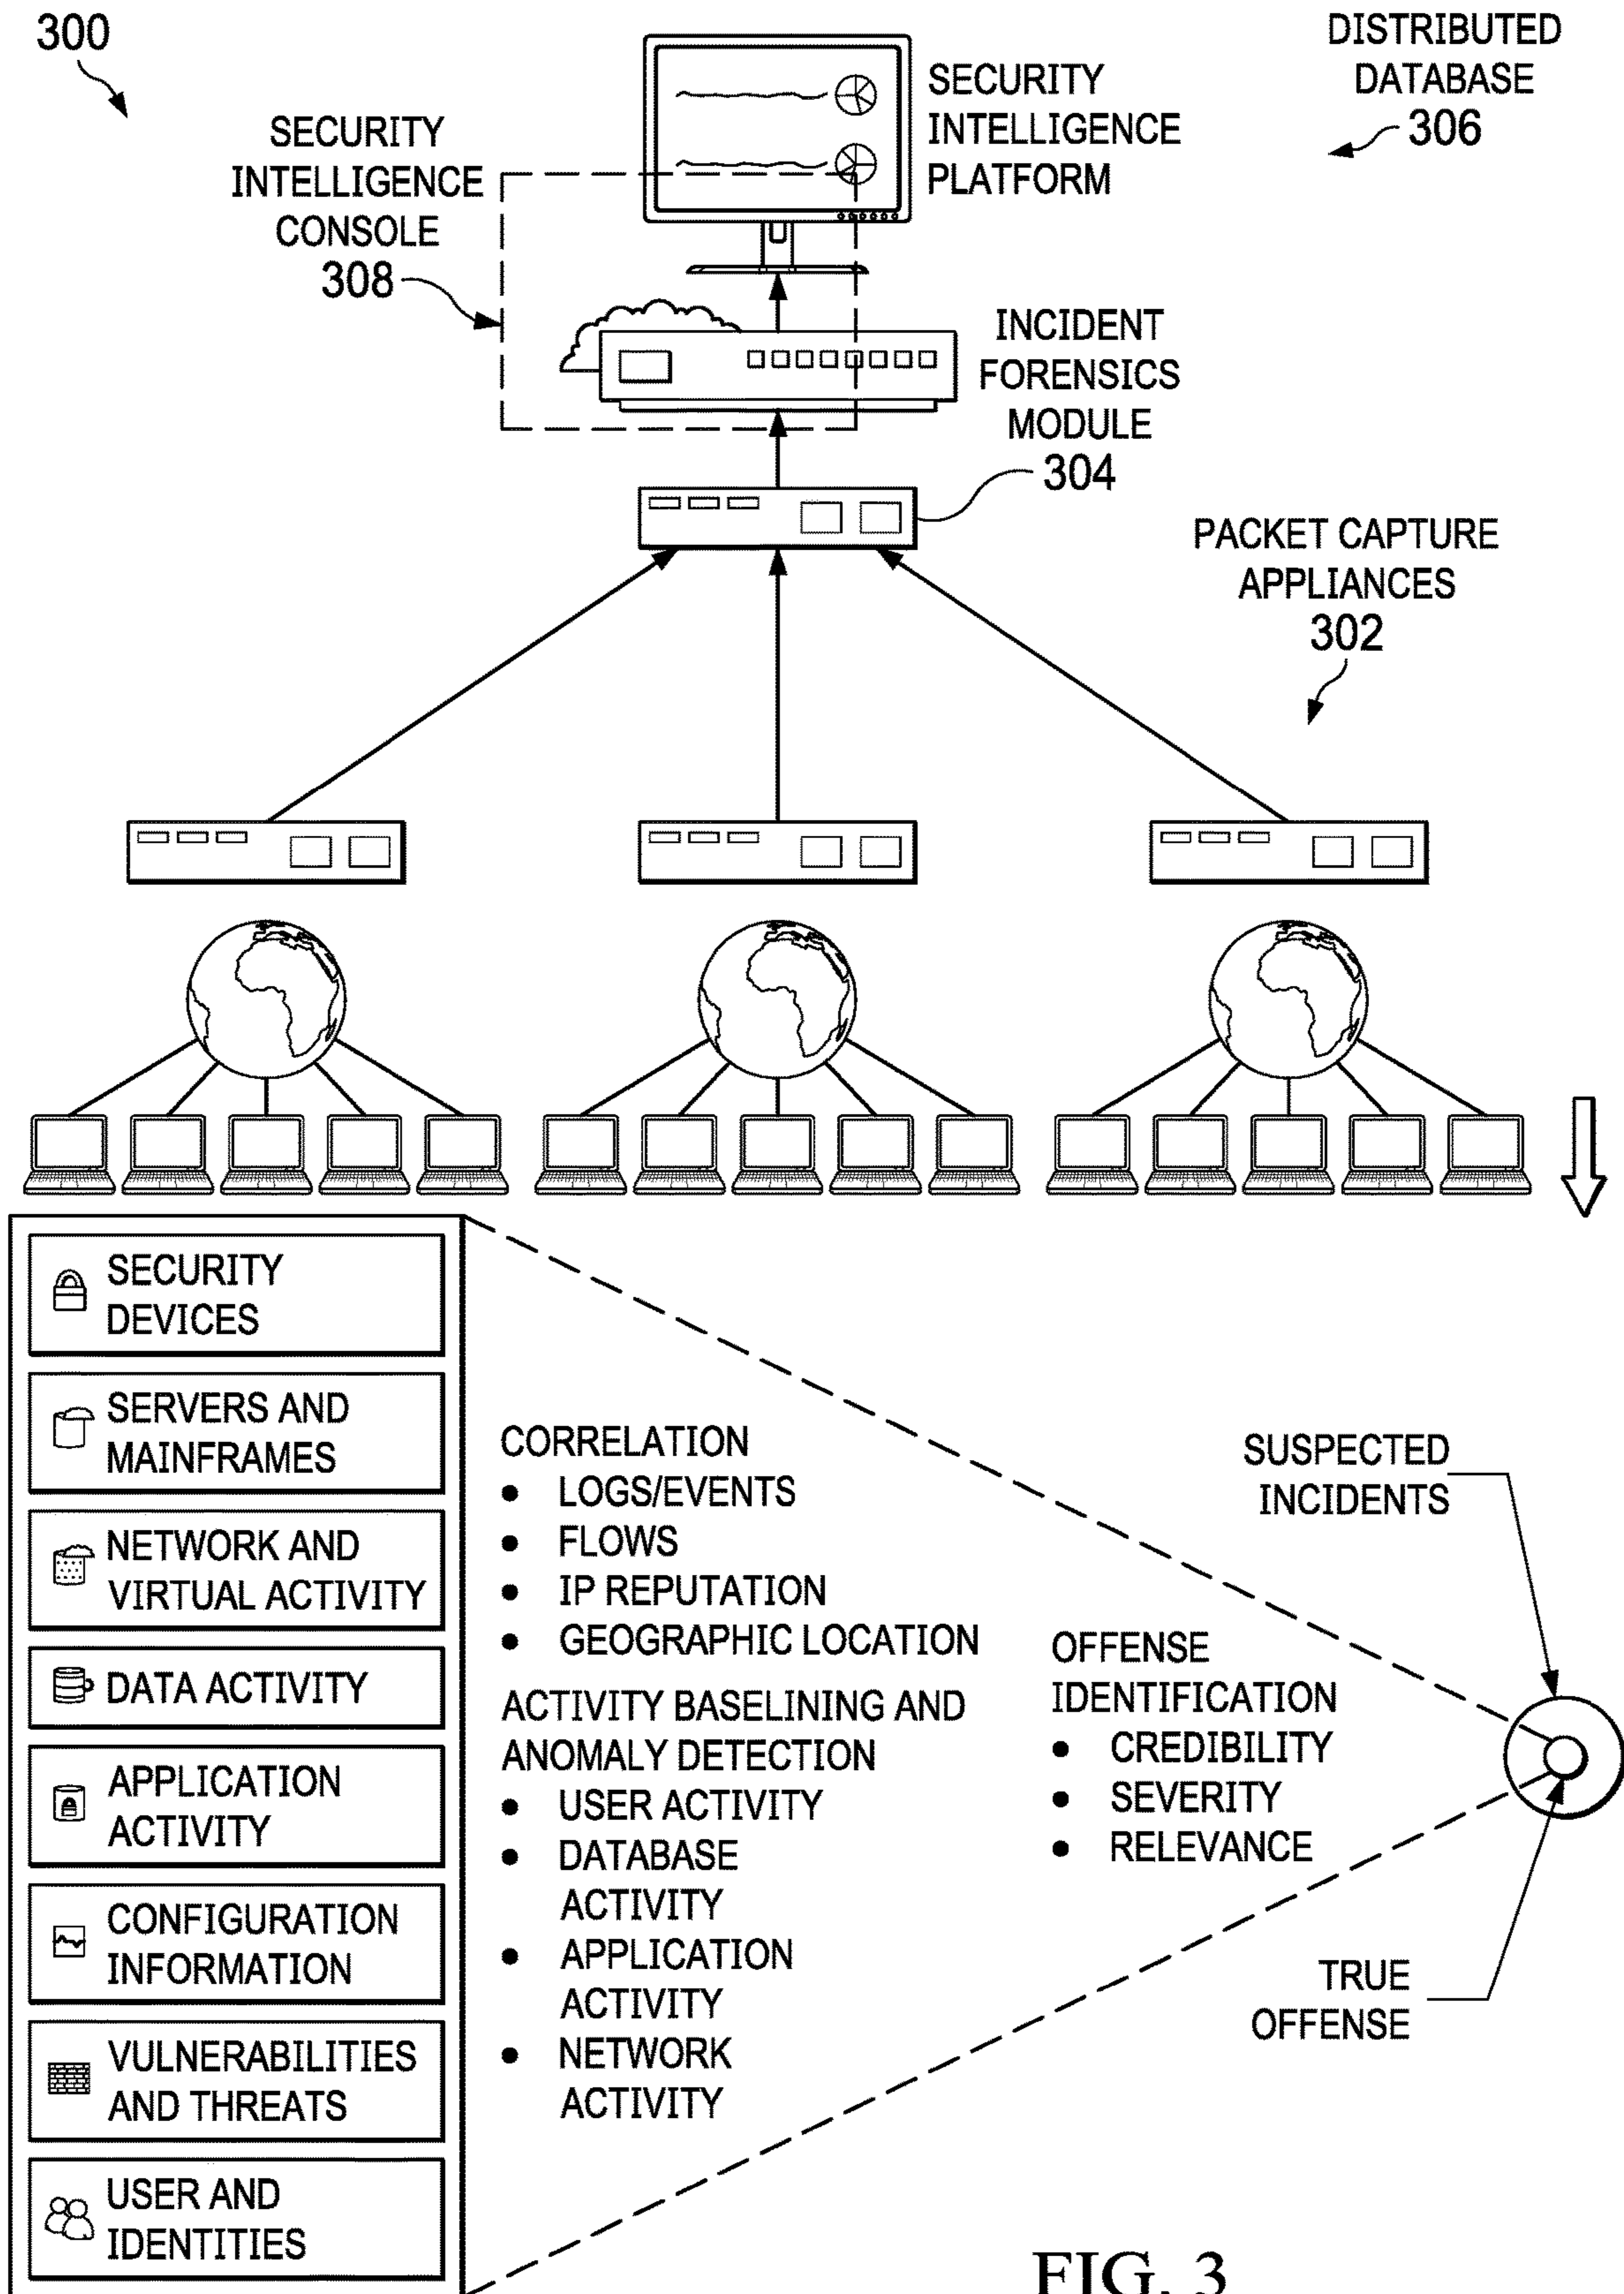 300
DISTRIBUTED
DATABASE
306
SECURITY
INTELLIGENCE
PLATFORM
SECURITY
INTELLIGENCE
CONSOLE
308
INCIDENT
FORENSICS
MODULE
304
PACKET CAPTURE
APPLIANCES
302
SECURITY
DEVICES
SERVERS AND
MAINFRAMES
NETWORK AND
VIRTUAL ACTIVITY
DATA ACTIVITY
APPLICATION
ACTIVITY
CONFIGURATION
INFORMATION
VULNERABILITIES
AND THREATS
USER AND
IDENTITIES
CORRELATION
• LOGS/EVENTS
• FLOWS
• IP REPUTATION
• GEOGRAPHIC LOCATION
ACTIVITY BASELINING AND
ANOMALY DETECTION
• USER ACTIVITY
• DATABASE
ACTIVITY
• APPLICATION
ACTIVITY
• NETWORK
ACTIVITY
OFFENSE
IDENTIFICATION
• CREDIBILITY
• SEVERITY
• RELEVANCE
SUSPECTED
INCIDENTS
TRUE
OFFENSE
FIG. 3